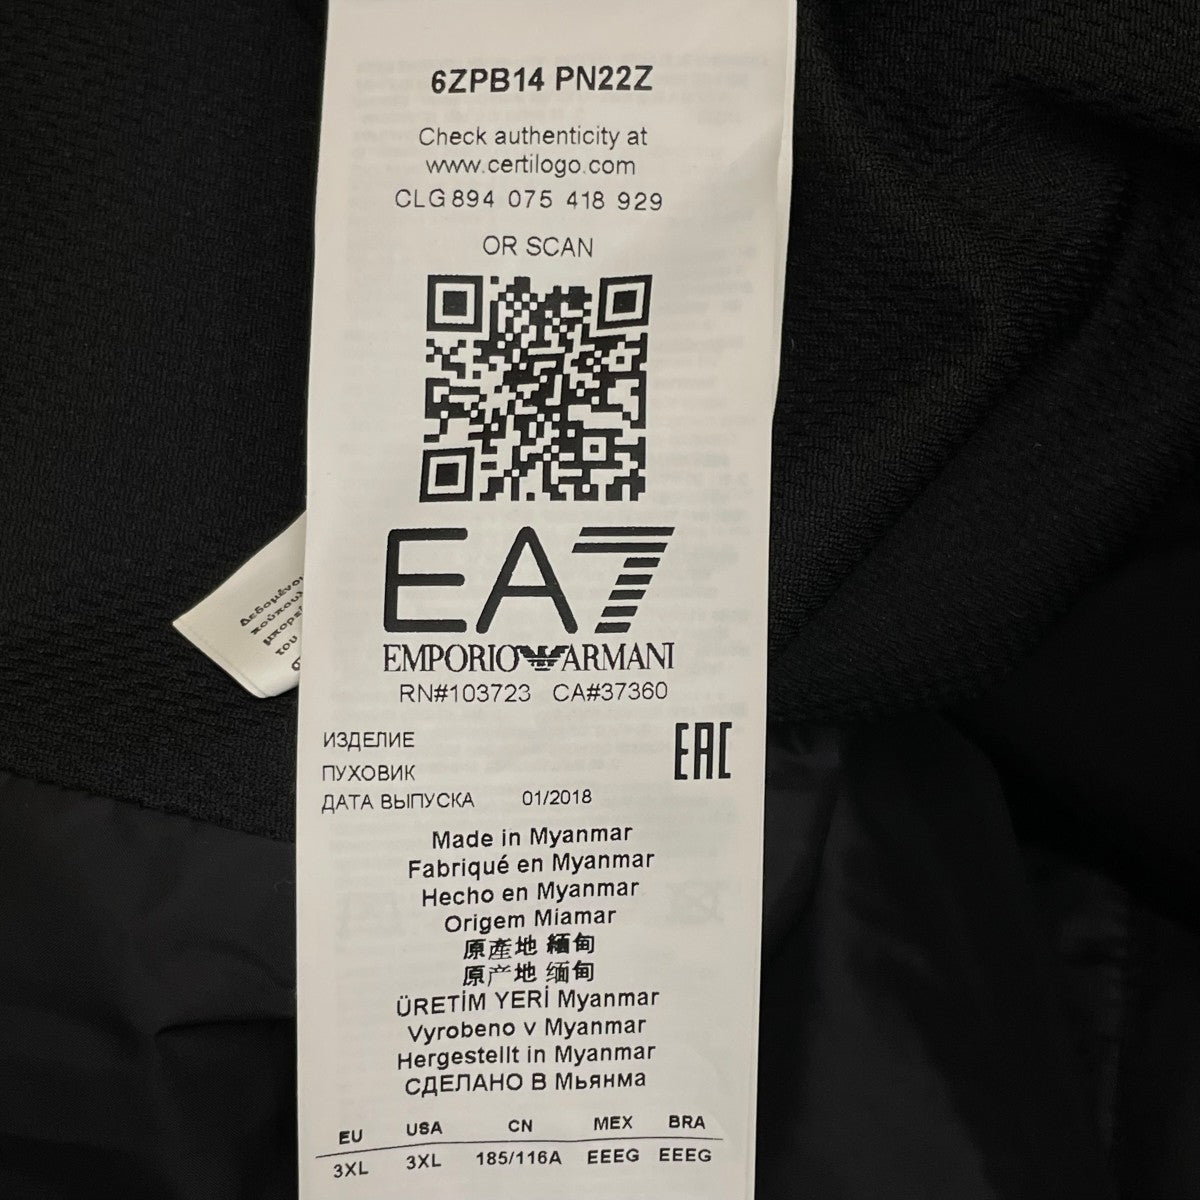 6ZPB14 PN22Z
Check authenticity at
www.certilogo.com
CLG 894 075 418 929
OR SCAN
EA7
EMPORIO ARMANI
RN#103723 CA#37360
ИЗДЕЛИЕ
EAC
ПУХОВИК
ДАТА ВЫПУСКА 01/2018
Made in Myanmar
Fabriqué en Myanmar
Hecho en Myanmar
Origem Miamar
原產地 緬甸
原产地 缅甸
ÜRETİM YERİ Myanmar
Vyrobeno v Myanmar
Hergestellt in Myanmar
СДЕЛАНО В Мьянма
EU USA CN MEX BRA
3XL 3XL 185/116A EEEG EEEG
του